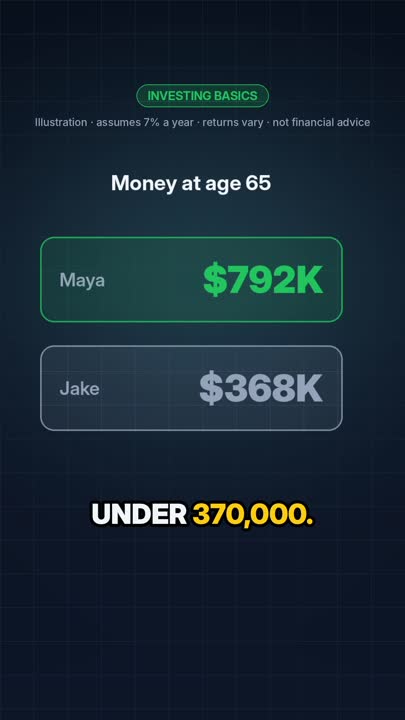 INVESTING BASICS
Illustration · assumes 7% a year · returns vary · not financial advice
Money at age 65
Maya $792K
Jake $368K
UNDER 370,000.